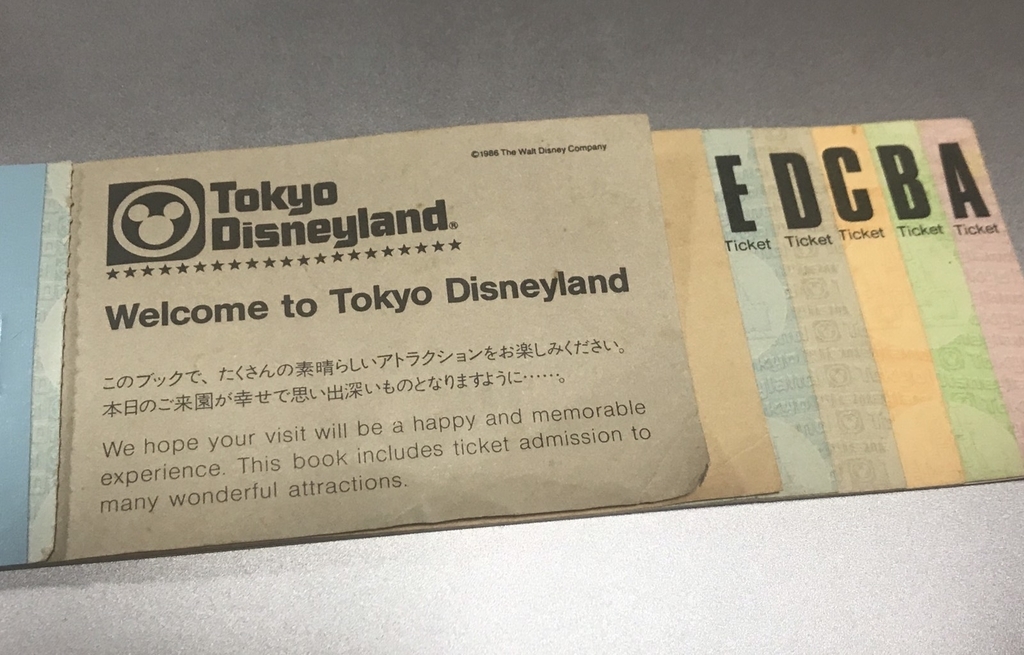 ©1986 The Walt Disney Company
Tokyo
Disneyland®
Welcome to Tokyo Disneyland
このブックで、たくさんの素晴らしいアトラクションをお楽しみください。
本日のご来園が幸せで思い出深いものとなりますように……。
We hope your visit will be a happy and memorable
experience. This book includes ticket admission to
many wonderful attractions.
E D C B A
Ticket Ticket Ticket Ticket Ticket